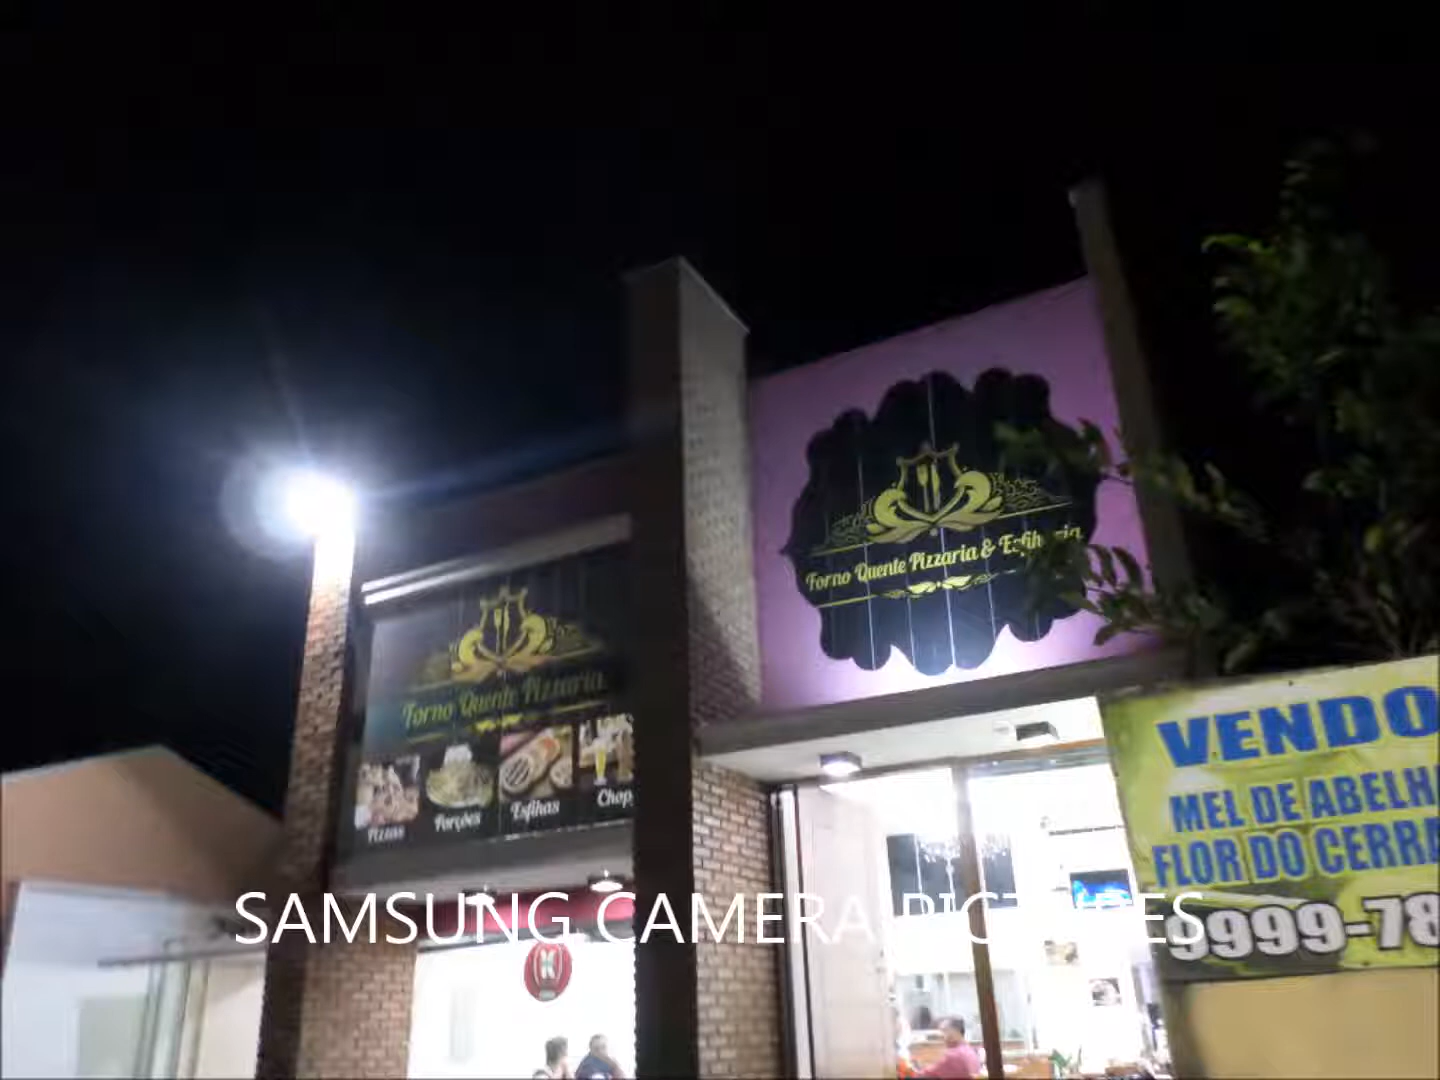 Forno Quente Pizzaria & Esfiharia
Forno Quente Pizzaria
Pizzas
Porções
Esfihas
Chop
VENDO
MEL DE ABELH
FLOR DO CERRA
9999-78
SAMSUNG CAMERA PICTURES